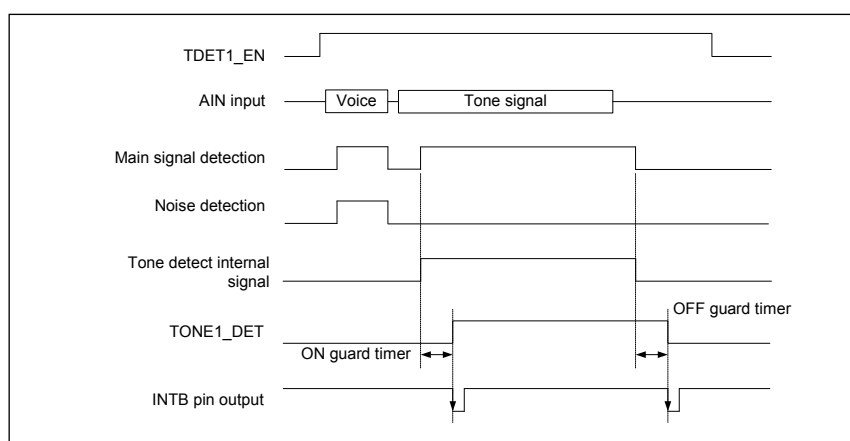 TDET1_EN
AIN input
Voice
Tone signal
Main signal detection
Noise detection
Tone detect internal
signal
OFF guard timer
TONE1_DET
ON guard timer
INTB pin output